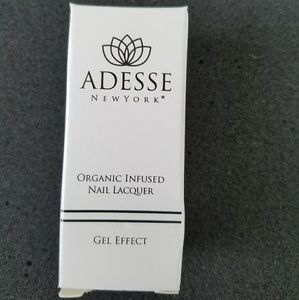 ADESSE
NEW YORK®
ORGANIC INFUSED
NAIL LACQUER
GEL EFFECT